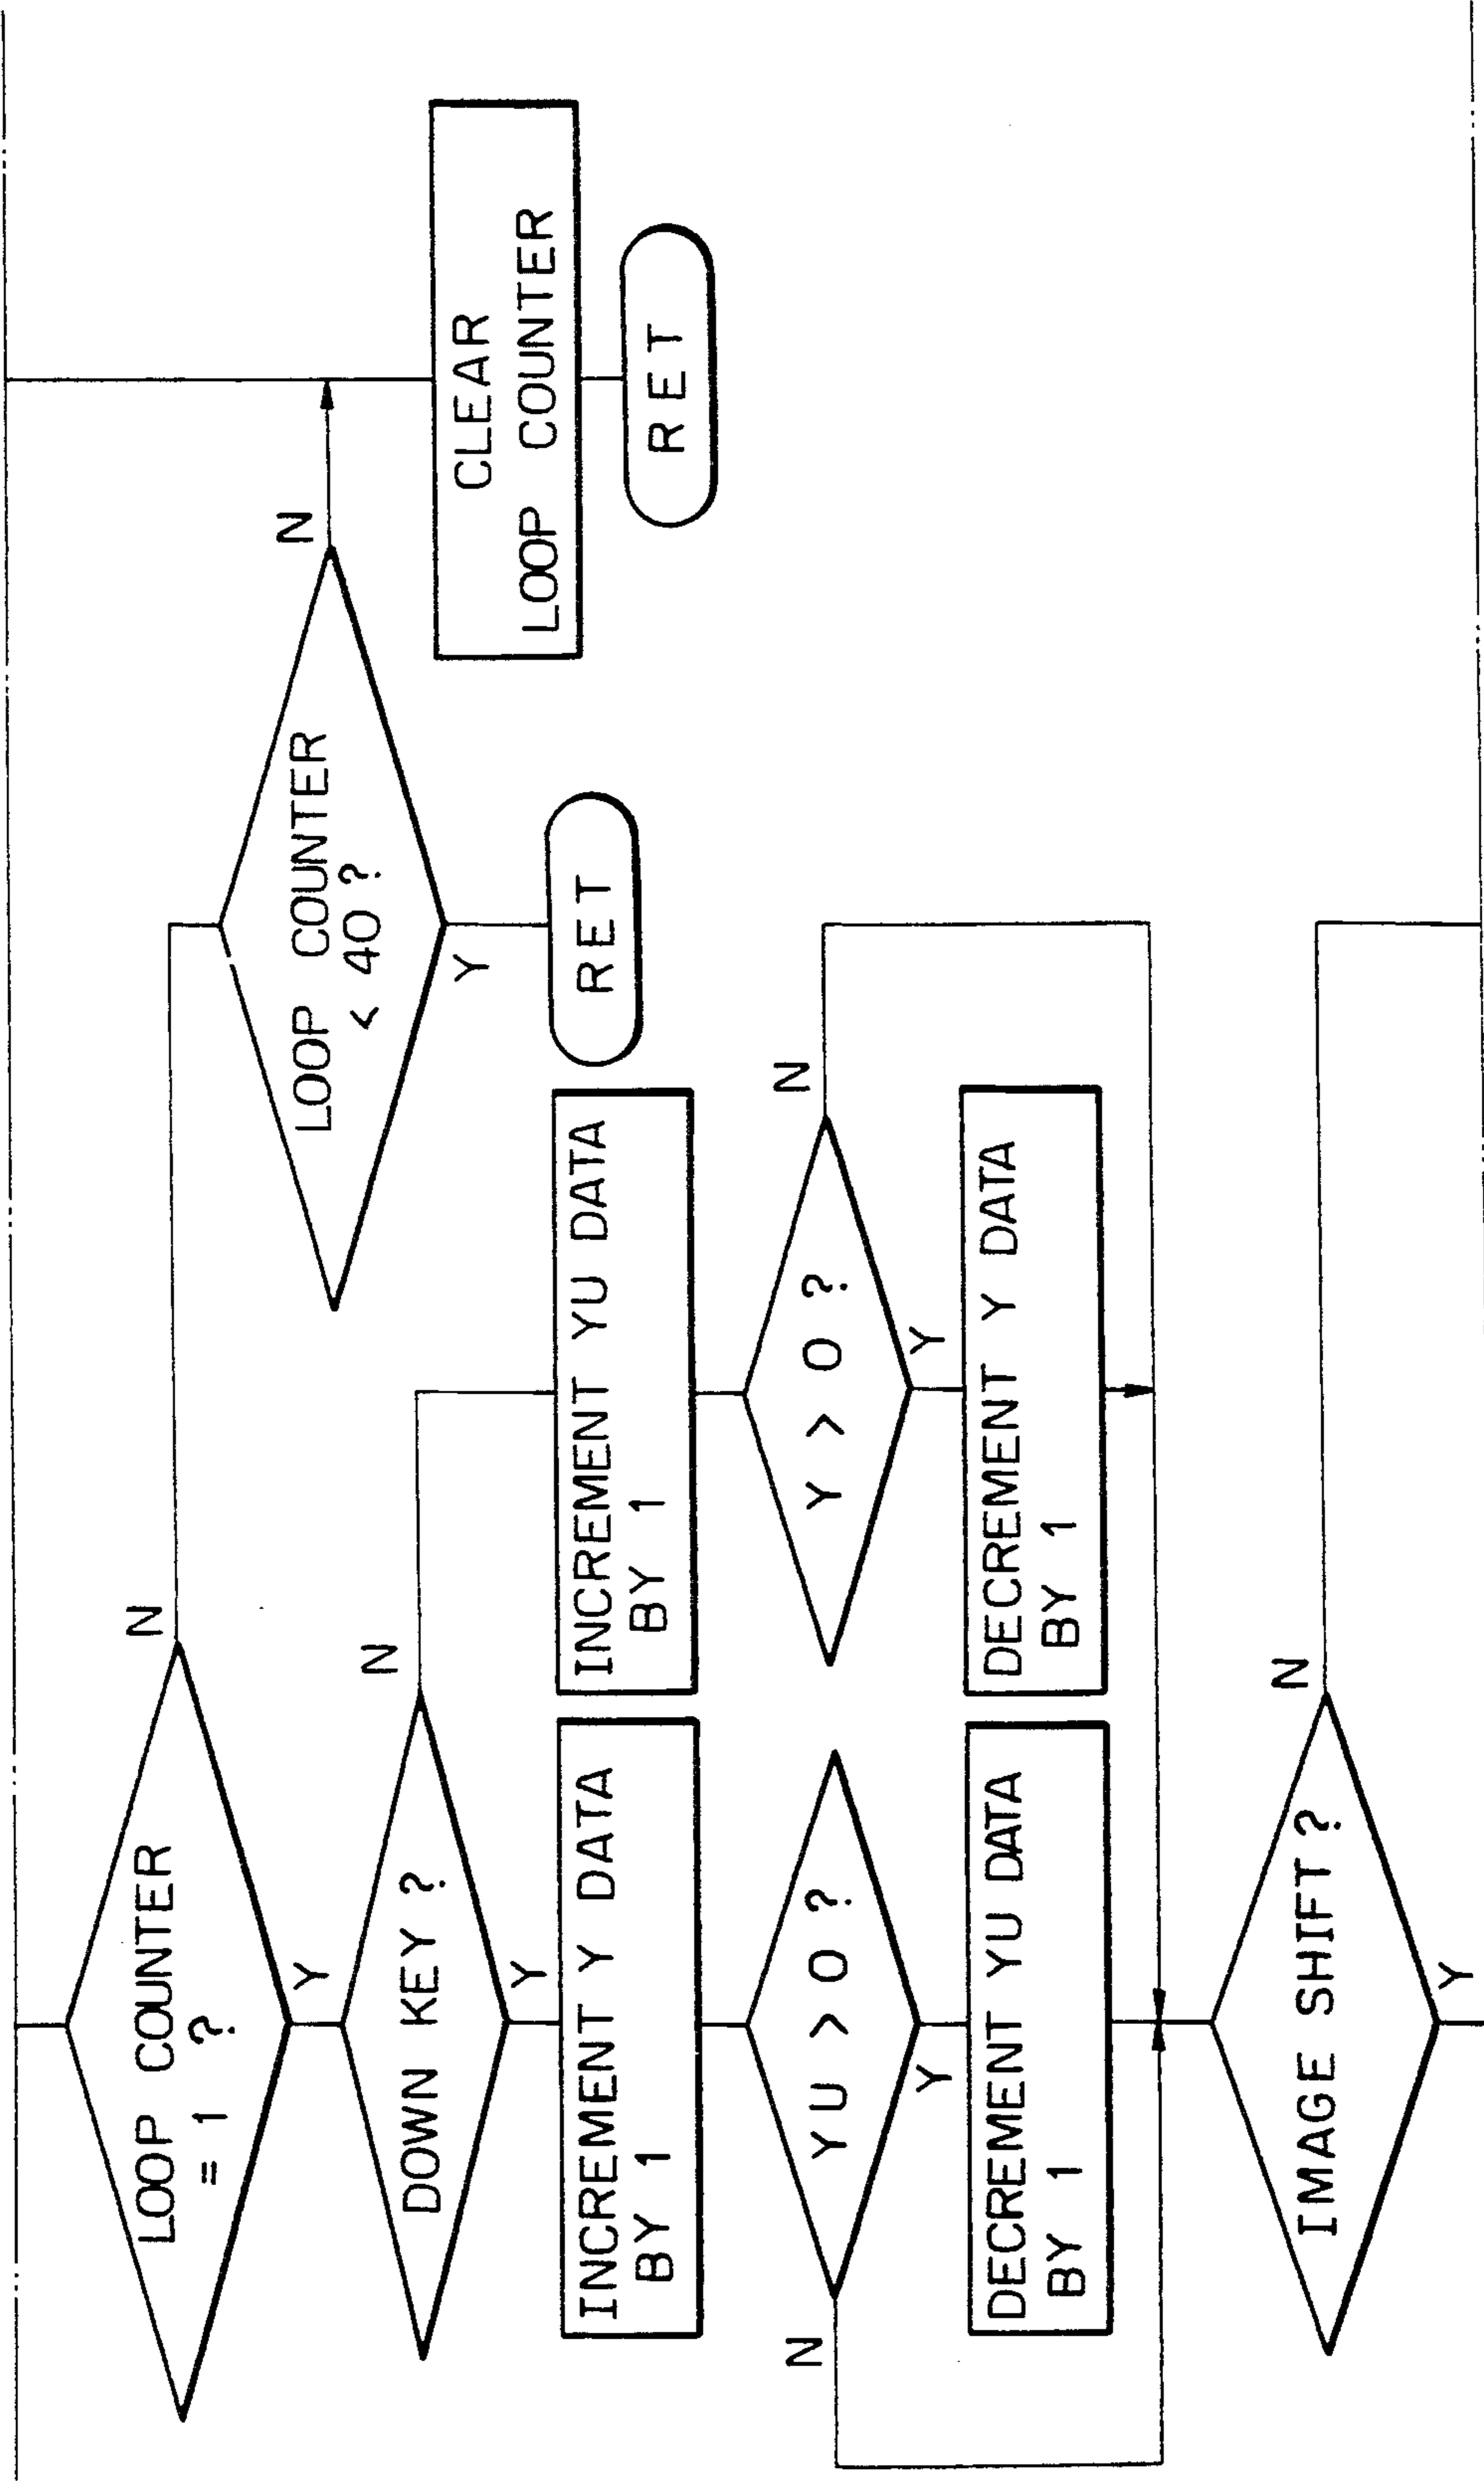 LOOP COUNTER
= 1 ?
N
Y
LOOP COUNTER
< 40 ?
N
Y
RET
CLEAR
LOOP COUNTER
RET
DOWN KEY ?
N
Y
INCREMENT Y DATA
BY 1
INCREMENT YU DATA
BY 1
YU > 0 ?
N
Y
Y > 0 ?
N
Y
DECREMENT YU DATA
BY 1
DECREMENT Y DATA
BY 1
IMAGE SHIFT ?
N
Y